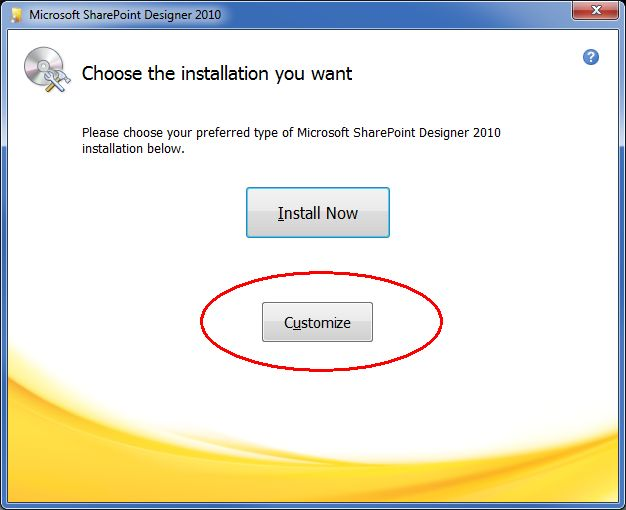 Microsoft SharePoint Designer 2010
Choose the installation you want
Please choose your preferred type of Microsoft SharePoint Designer 2010
installation below.
Install Now
Customize